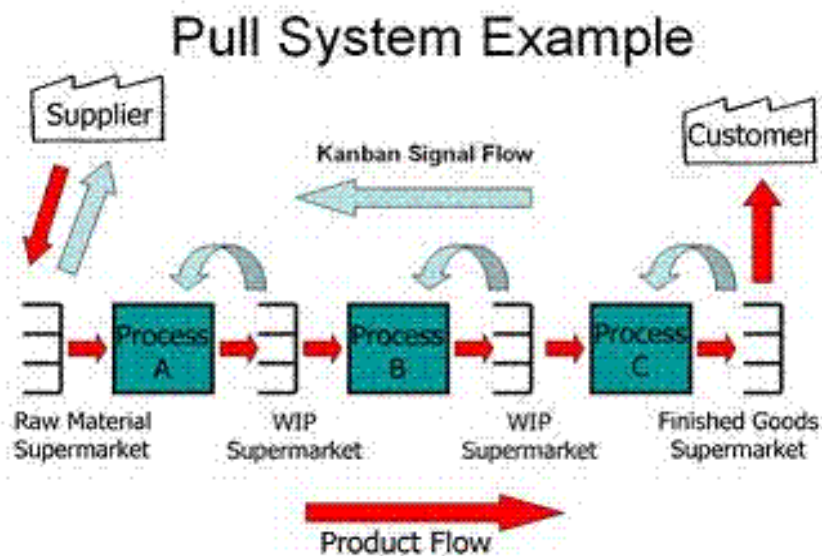 Pull System Example
Supplier
Customer
Kanban Signal Flow
Process
A
Process
B
Process
C
Raw Material
Supermarket
WIP
Supermarket
WIP
Supermarket
Finished Goods
Supermarket
Product Flow